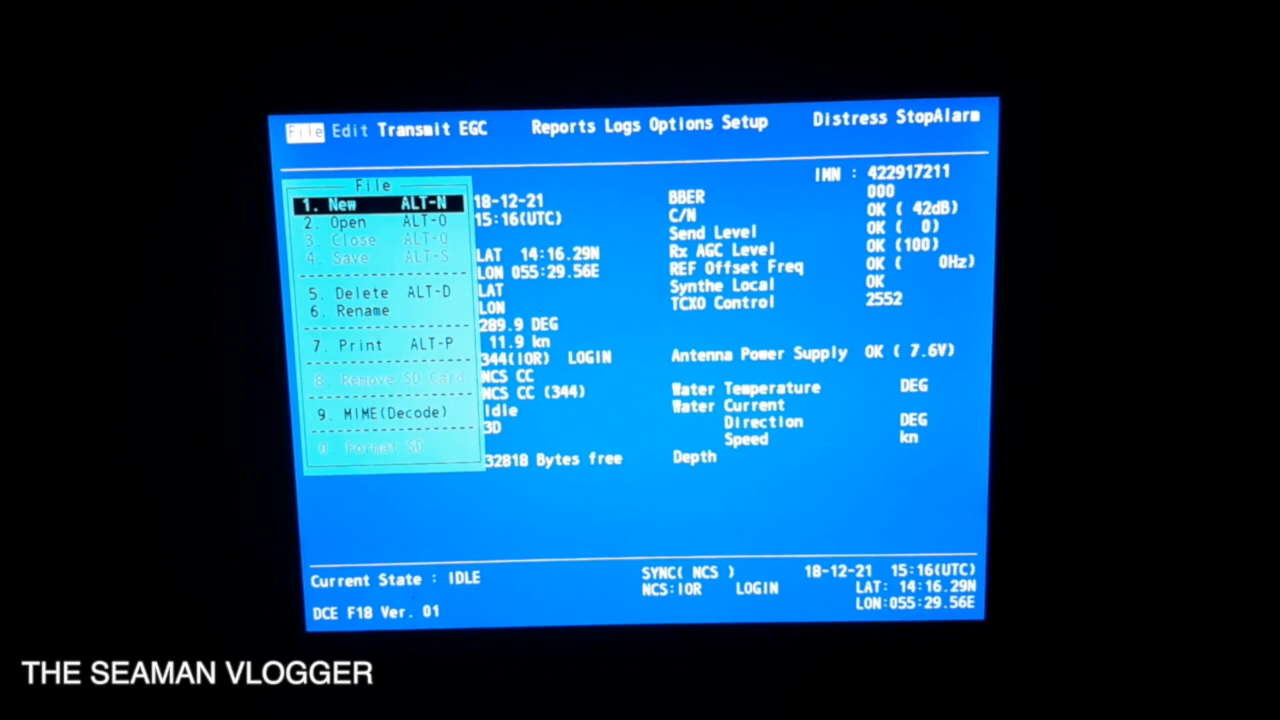 File Edit Transmit EGC Reports Logs Options Setup Distress StopAlarm
IMN : 422917211
File
1. New ALT-N
2. Open ALT-O
3. Close ALT-Q
4. Save ALT-S
5. Delete ALT-D
6. Rename
7. Print ALT-P
8. Remove SD Card
9. MIME(Decode)
0. Format SD
18-12-21
15:16(UTC)
LAT 14:16.29N
LON 055:29.56E
LAT
LON
289.9 DEG
11.9 kn
344(IOR) LOGIN
NCS CC
NCS CC (344)
Idle
3D
32818 Bytes free
BBER 000
C/N OK ( 42dB)
Send Level OK ( 0)
Rx AGC Level OK (100)
REF Offset Freq OK ( 0Hz)
Synthe Local OK
TCXO Control 2552
Antenna Power Supply OK ( 7.6V)
Water Temperature DEG
Water Current
Direction DEG
Speed kn
Depth
Current State : IDLE
DCE F18 Ver. 01
SYNC( NCS )
NCS:IOR LOGIN
18-12-21 15:16(UTC)
LAT: 14:16.29N
LON:055:29.56E
THE SEAMAN VLOGGER